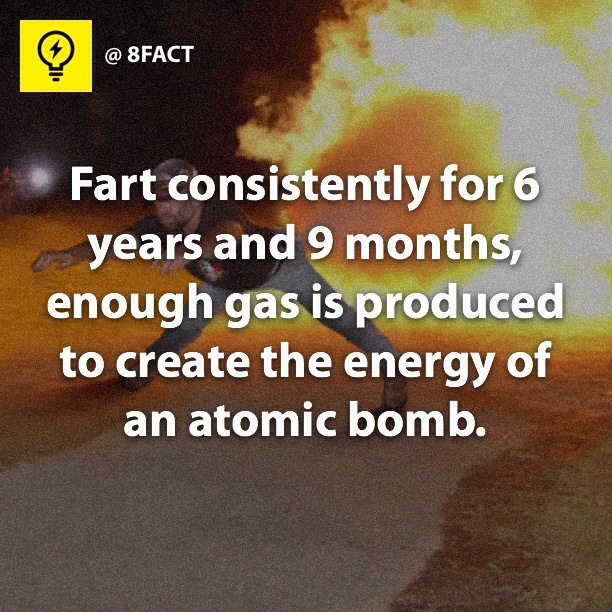 @ 8FACT
Fart consistently for 6
years and 9 months,
enough gas is produced
to create the energy of
an atomic bomb.